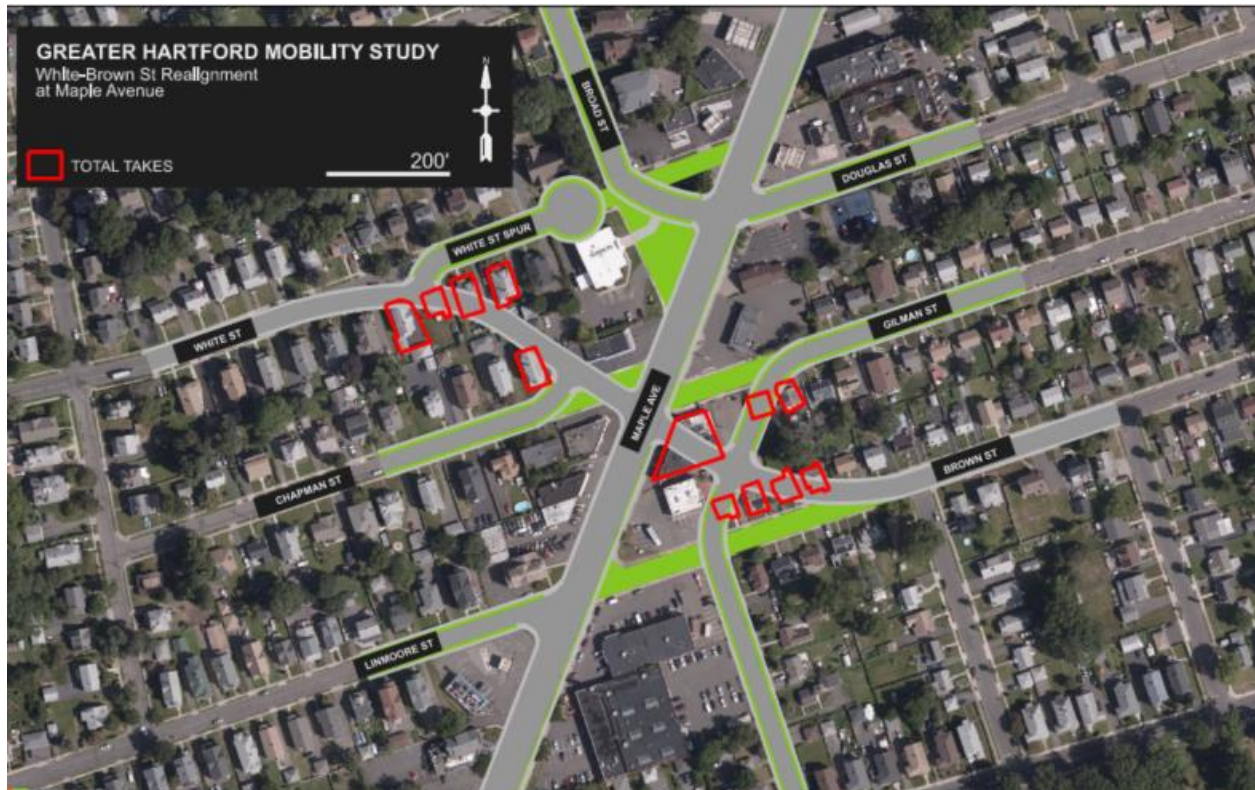 GREATER HARTFORD MOBILITY STUDY
White-Brown St Realignment
at Maple Avenue
N
TOTAL TAKES
200'
BROAD ST
DOUGLAS ST
WHITE ST SPUR
WHITE ST
GILMAN ST
MAPLE AVE
BROWN ST
CHAPMAN ST
LINMOORE ST